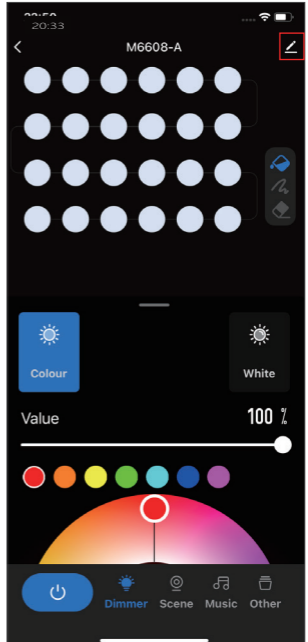 20:33
M6608-A
Colour
White
Value
100 %
Dimmer
Scene
Music
Other